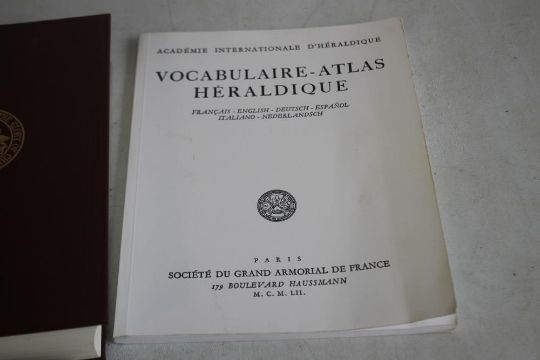 ACADÉMIE INTERNATIONALE D'HÉRALDIQUE
VOCABULAIRE-ATLAS
HÉRALDIQUE
FRANÇAIS - ENGLISH - DEUTSCH - ESPAÑOL
ITALIANO - NEDERLANDSCH
PARIS
SOCIÉTÉ DU GRAND ARMORIAL DE FRANCE
179 BOULEVARD HAUSSMANN
M. C. M. LII.